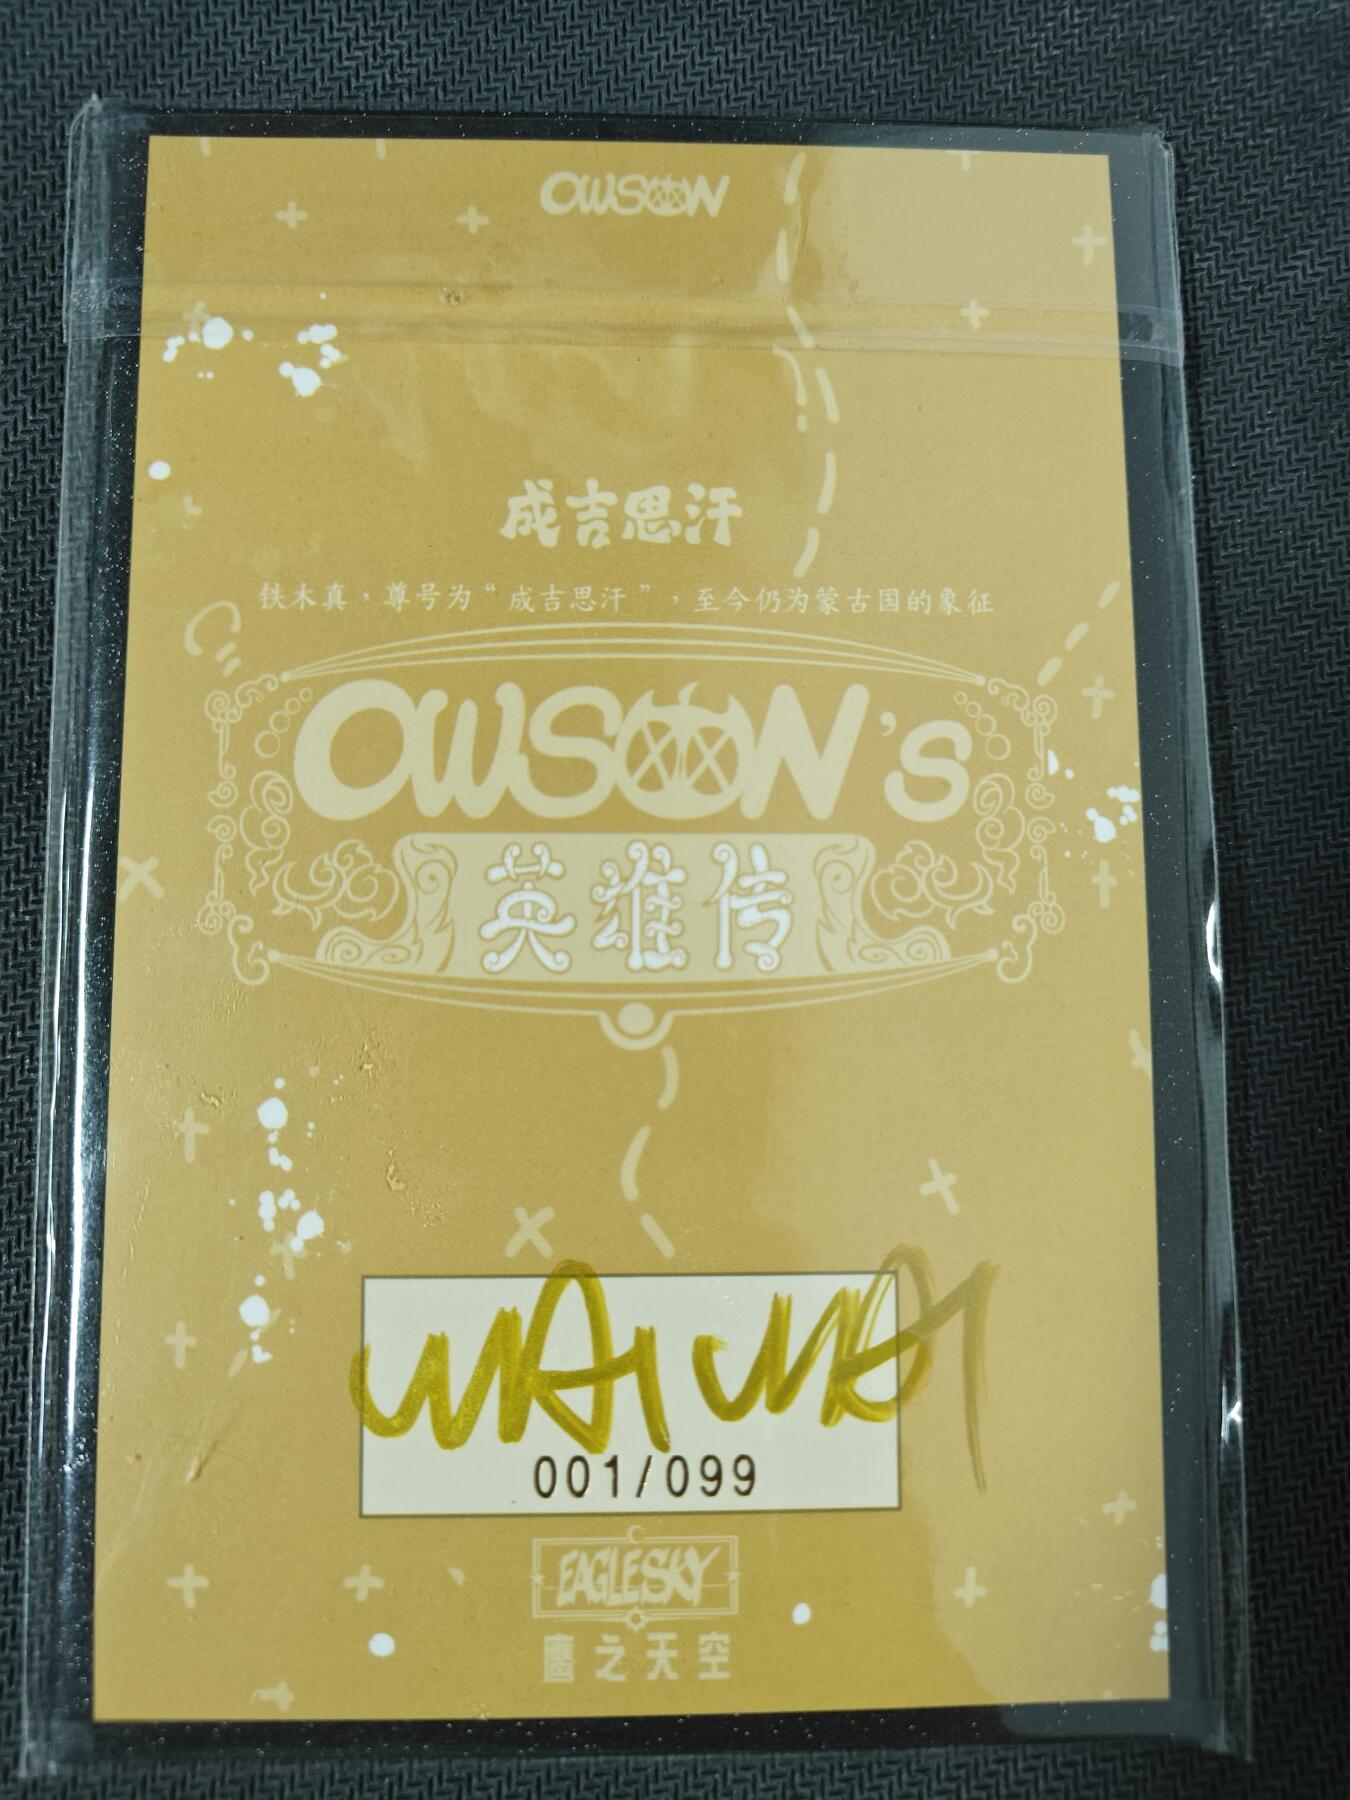 OWSON
成吉思汗
铁木真，尊号为“成吉思汗”，至今仍为蒙古国的象征
OWSON's
英雄传
001/099
EAGLESKY
鹰之天空